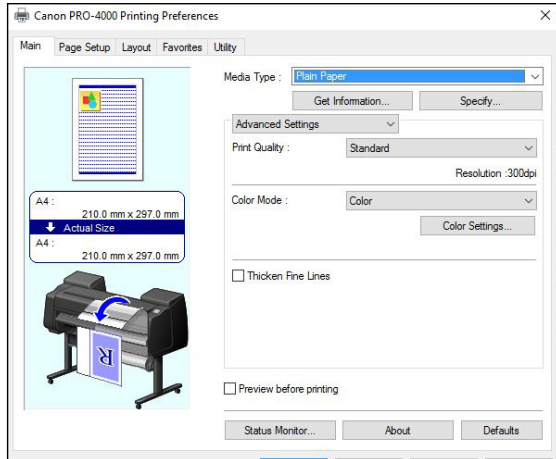 Canon PRO-4000 Printing Preferences
Main Page Setup Layout Favorites Utility
Media Type : Plain Paper
Get Information... Specify...
Advanced Settings
Print Quality : Standard
Resolution :300dpi
A4 :
210.0 mm x 297.0 mm
Actual Size
A4 :
210.0 mm x 297.0 mm
Color Mode : Color
Color Settings...
Thicken Fine Lines
R
Preview before printing
Status Monitor... About Defaults